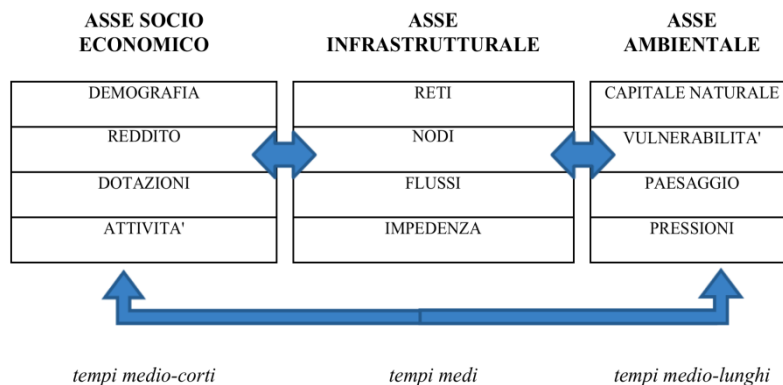 ASSE SOCIO
ECONOMICO
ASSE
INFRASTRUTTURALE
ASSE
AMBIENTALE
DEMOGRAFIA
RETI
CAPITALE NATURALE
REDDITO
NODI
VULNERABILITA'
DOTAZIONI
FLUSSI
PAESAGGIO
ATTIVITA'
IMPEDENZA
PRESSIONI
tempi medio-corti
tempi medi
tempi medio-lunghi